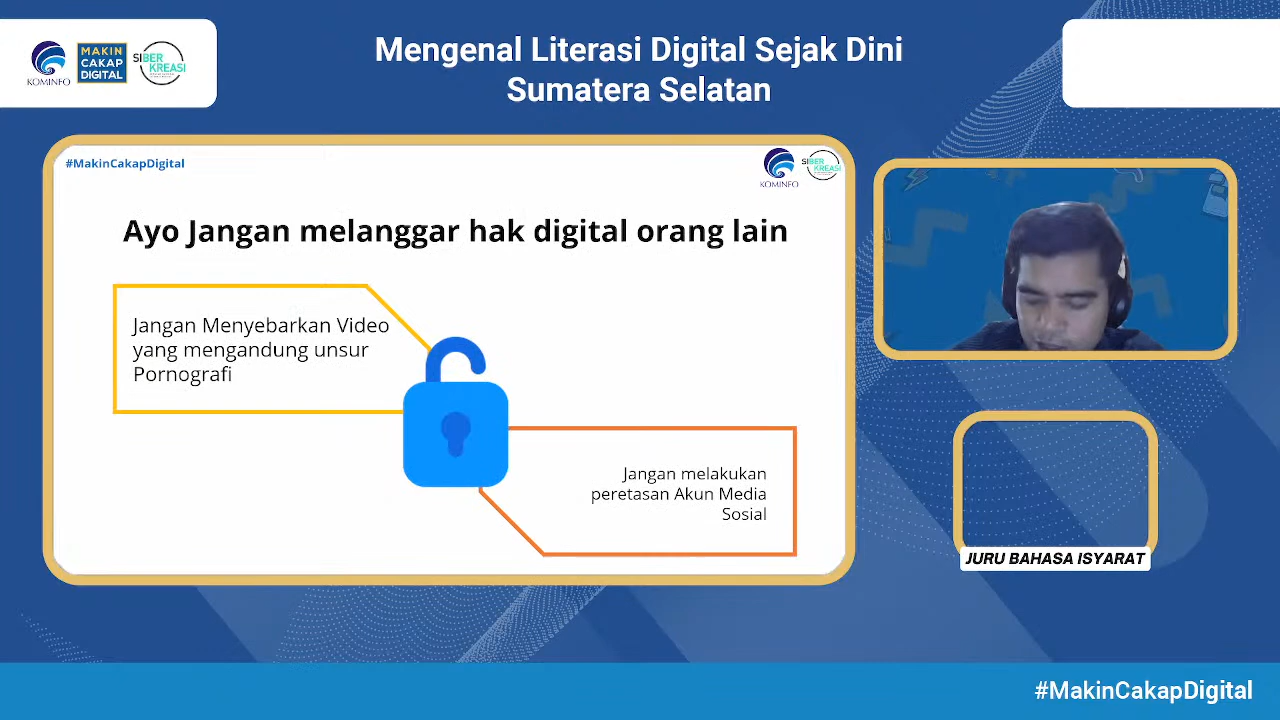 KOMINFO
MAKIN
CAKAP
DIGITAL
SIBER
KREASI
Mengenal Literasi Digital Sejak Dini
Sumatera Selatan
#MakinCakapDigital
KOMINFO
SIBER
KREASI
Ayo Jangan melanggar hak digital orang lain
Jangan Menyebarkan Video
yang mengandung unsur
Pornografi
Jangan melakukan
peretasan Akun Media
Sosial
JURU BAHASA ISYARAT
#MakinCakapDigital